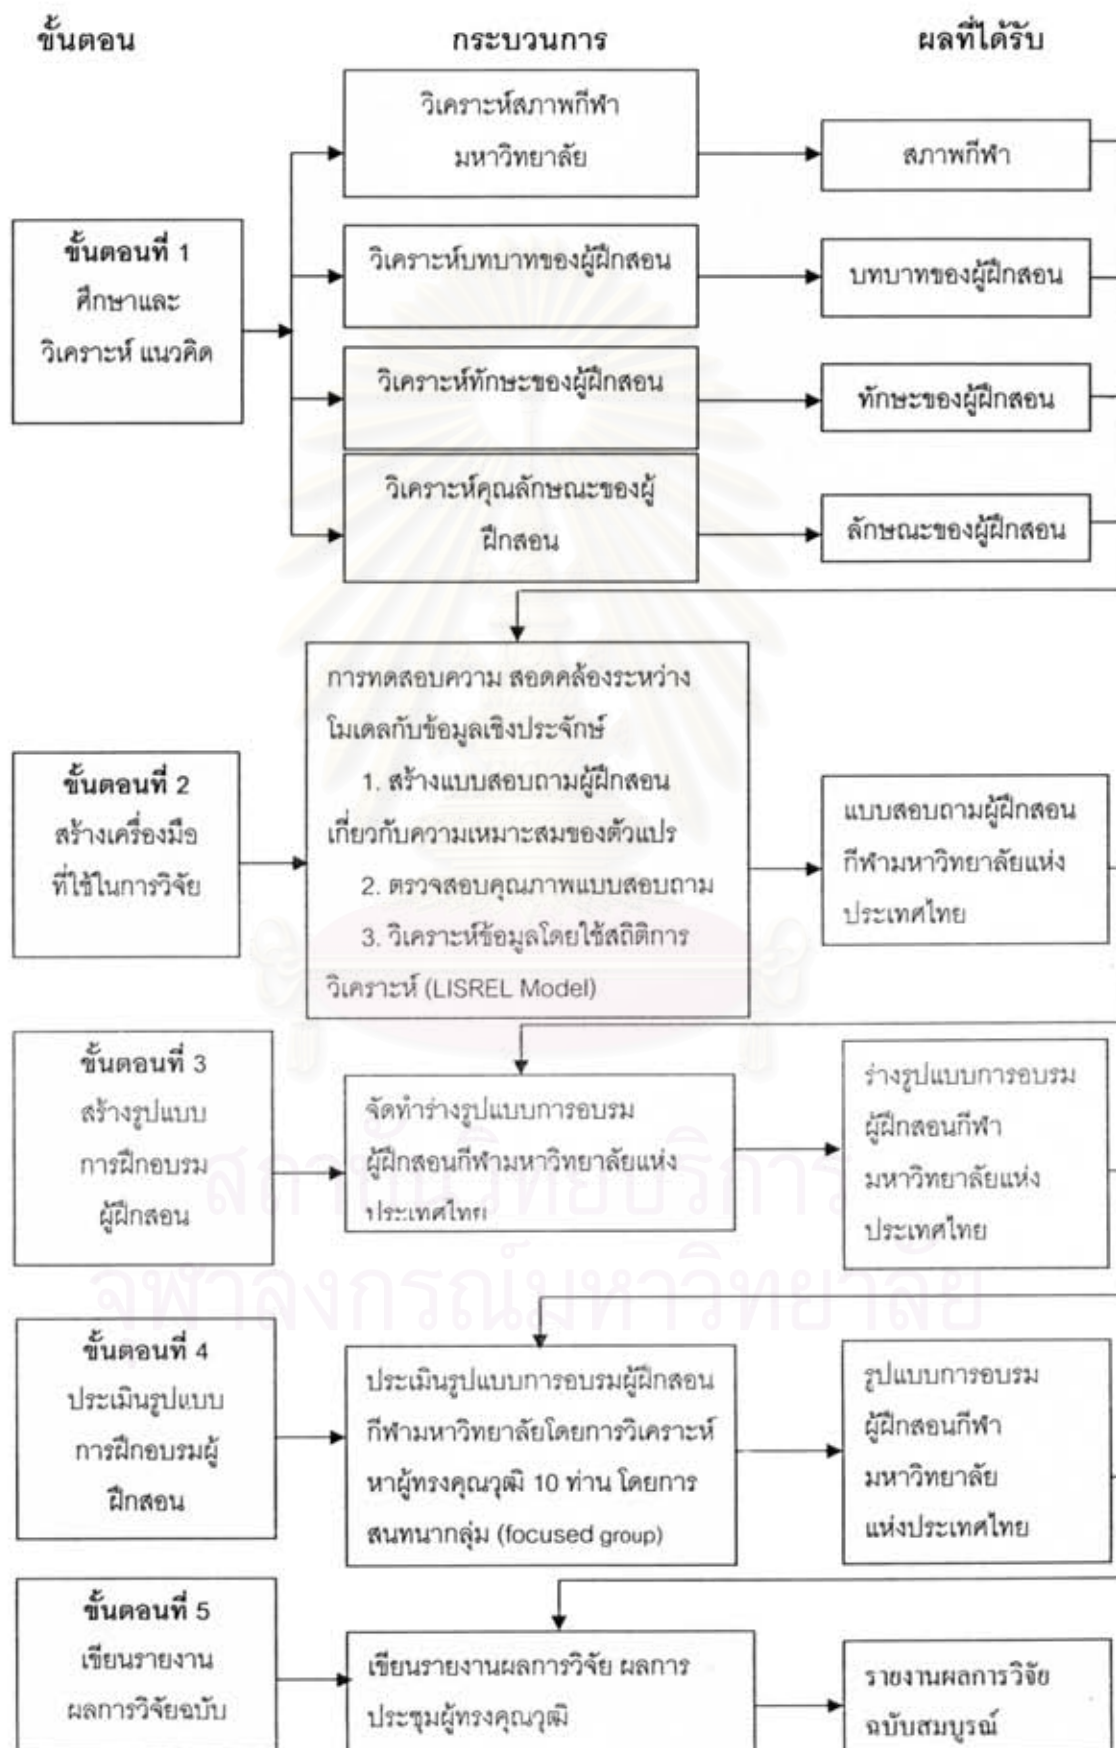 ขั้นตอน
กระบวนการ
ผลที่ได้รับ
วิเคราะห์สภาพกีฬา
มหาวิทยาลัย
สภาพกีฬา
ขั้นตอนที่ 1
ศึกษาและ
วิเคราะห์ แนวคิด
วิเคราะห์บทบาทของผู้ฝึกสอน
บทบาทของผู้ฝึกสอน
วิเคราะห์ทักษะของผู้ฝึกสอน
ทักษะของผู้ฝึกสอน
วิเคราะห์คุณลักษณะของผู้
ฝึกสอน
ลักษณะของผู้ฝึกสอน
ขั้นตอนที่ 2
สร้างเครื่องมือ
ที่ใช้ในการวิจัย
การทดสอบความ สอดคล้องระหว่าง
โมเดลกับข้อมูลเชิงประจักษ์
1. สร้างแบบสอบถามผู้ฝึกสอน
เกี่ยวกับความเหมาะสมของตัวแปร
2. ตรวจสอบคุณภาพแบบสอบถาม
3. วิเคราะห์ข้อมูลโดยใช้สถิติการ
วิเคราะห์ (LISREL Model)
แบบสอบถามผู้ฝึกสอน
กีฬามหาวิทยาลัยแห่ง
ประเทศไทย
ขั้นตอนที่ 3
สร้างรูปแบบ
การฝึกอบรม
ผู้ฝึกสอน
จัดทำร่างรูปแบบการอบรม
ผู้ฝึกสอนกีฬามหาวิทยาลัยแห่ง
ประเทศไทย
ร่างรูปแบบการอบรม
ผู้ฝึกสอนกีฬา
มหาวิทยาลัยแห่ง
ประเทศไทย
สถาบันวิทยบริการ
จุฬาลงกรณ์มหาวิทยาลัย
ขั้นตอนที่ 4
ประเมินรูปแบบ
การฝึกอบรมผู้
ฝึกสอน
ประเมินรูปแบบการอบรมผู้ฝึกสอน
กีฬามหาวิทยาลัยโดยการวิเคราะห์
หาผู้ทรงคุณวุฒิ 10 ท่าน โดยการ
สนทนากลุ่ม (focused group)
รูปแบบการอบรม
ผู้ฝึกสอนกีฬา
มหาวิทยาลัย
แห่งประเทศไทย
ขั้นตอนที่ 5
เขียนรายงาน
ผลการวิจัยฉบับ
เขียนรายงานผลการวิจัย ผลการ
ประชุมผู้ทรงคุณวุฒิ
รายงานผลการวิจัย
ฉบับสมบูรณ์